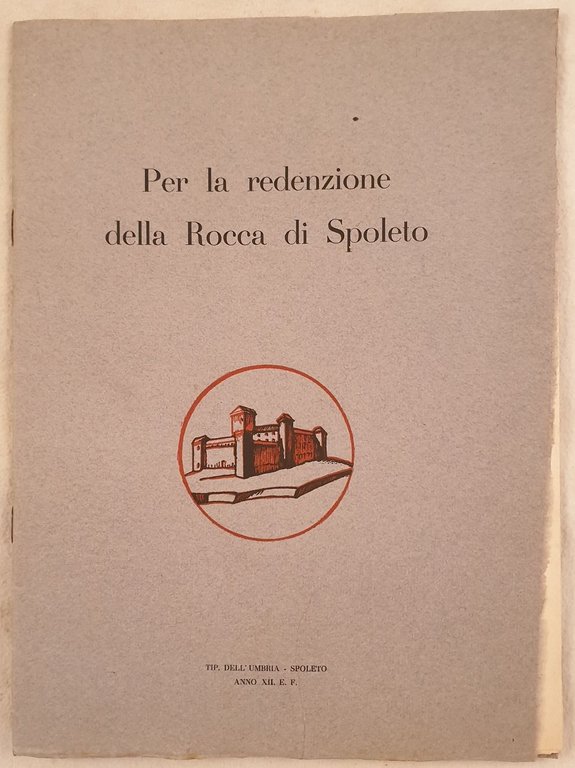 Per la redenzione
della Rocca di Spoleto
TIP. DELL'UMBRIA - SPOLETO
ANNO XII. E. F.